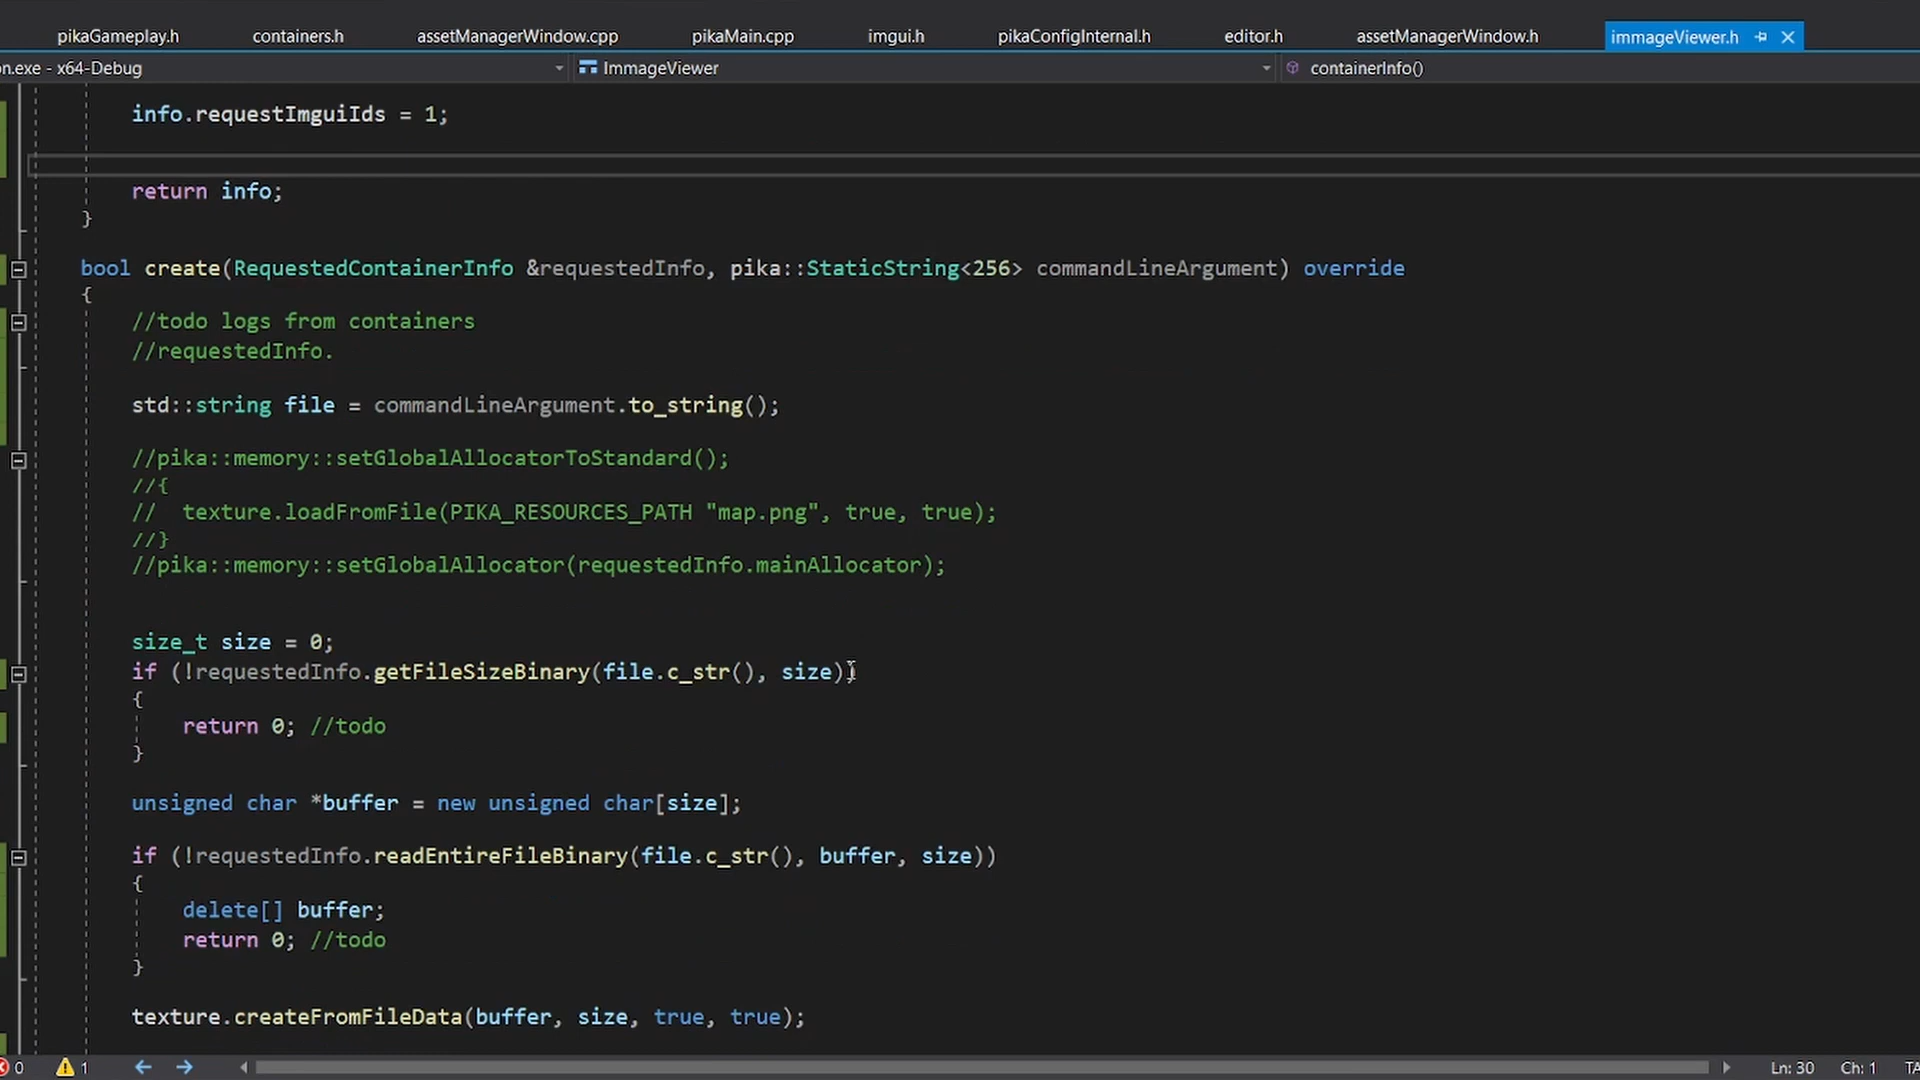 pikaGameplay.h containers.h assetManagerWindow.cpp pikaMain.cpp imgui.h pikaConfigInternal.h editor.h assetManagerWindow.h immageViewer.h
on.exe - x64-Debug ImmageViewer containerInfo()
info.requestImguiIds = 1;
return info;
}
bool create(RequestedContainerInfo &requestedInfo, pika::StaticString<256> commandLineArgument) override
{
//todo logs from containers
//requestedInfo.
std::string file = commandLineArgument.to_string();
//pika::memory::setGlobalAllocatorToStandard();
//{
// texture.loadFromFile(PIKA_RESOURCES_PATH "map.png", true, true);
//}
//pika::memory::setGlobalAllocator(requestedInfo.mainAllocator);
size_t size = 0;
if (!requestedInfo.getFileSizeBinary(file.c_str(), size))
{
return 0; //todo
}
unsigned char *buffer = new unsigned char[size];
if (!requestedInfo.readEntireFileBinary(file.c_str(), buffer, size))
{
delete[] buffer;
return 0; //todo
}
texture.createFromFileData(buffer, size, true, true);
0 1 Ln: 30 Ch: 1 TA